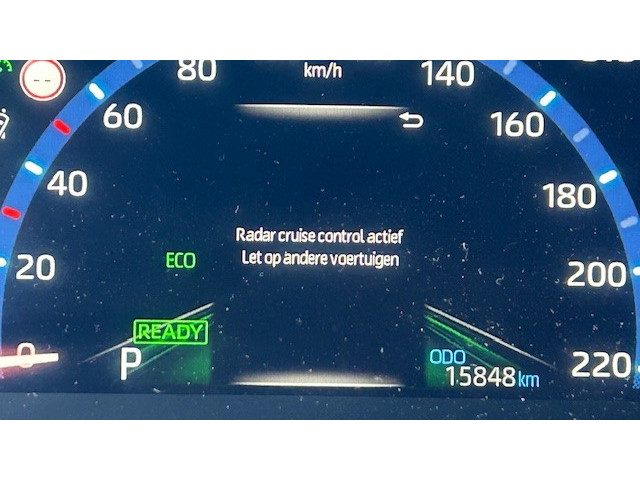 80
km/h
140
--
60
160
40
180
Radar cruise control actief
ECO
Let op andere voertuigen
20
200
READY
0
P
ODO
220
15848 km